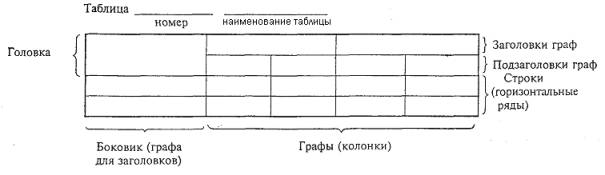 Таблица
номер
наименование таблицы
Головка
Заголовки граф
Подзаголовки граф
Строки
(горизонтальные
ряды)
Боковик (графа
для заголовков)
Графы (колонки)